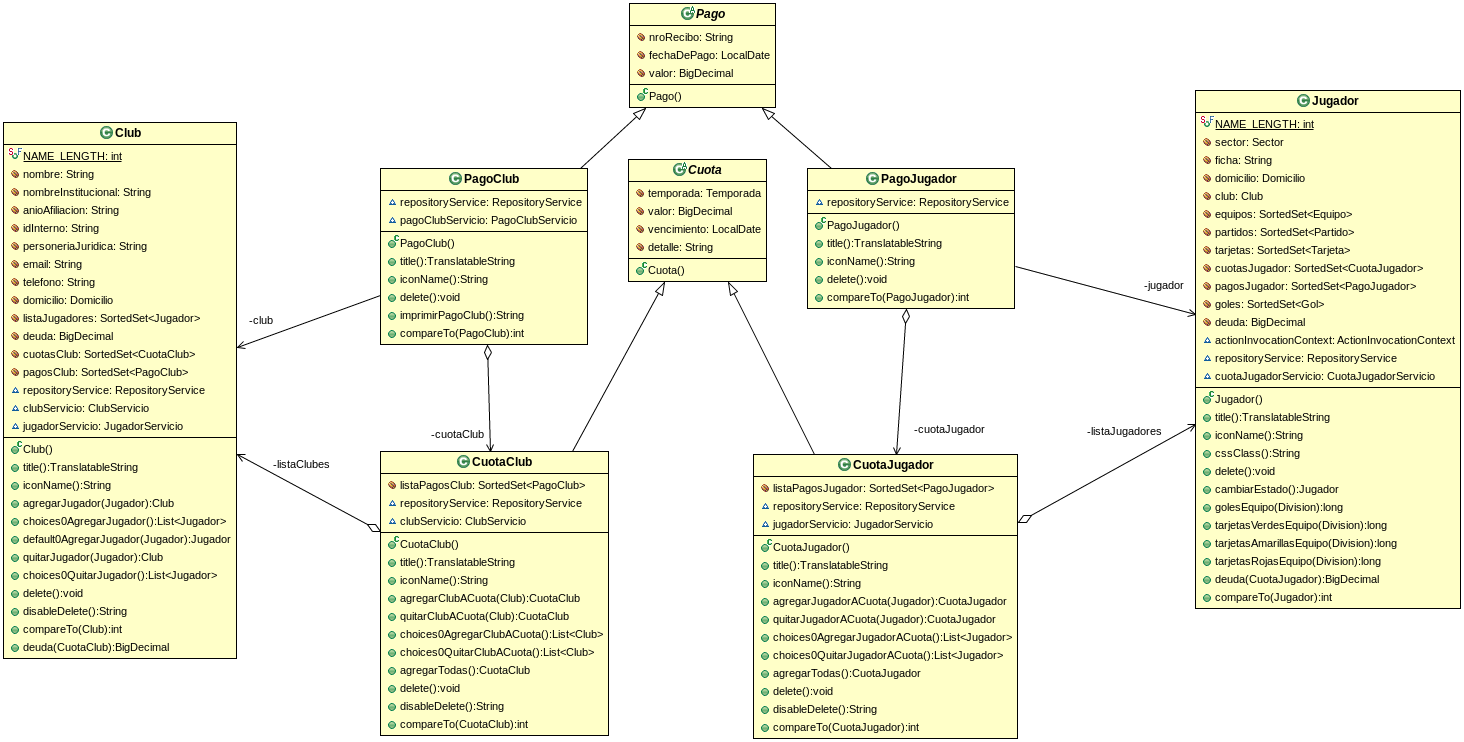 Pago
nroRecibo: String
fechaDePago: LocalDate
valor: BigDecimal
Pago()
Club
NAME_LENGTH: int
nombre: String
nombreInstitucional: String
anioAfiliacion: String
idInterno: String
personeriaJuridica: String
email: String
telefono: String
domicilio: Domicilio
listaJugadores: SortedSet<Jugador>
deuda: BigDecimal
cuotasClub: SortedSet<CuotaClub>
pagosClub: SortedSet<PagoClub>
repositoryService: RepositoryService
clubServicio: ClubServicio
jugadorServicio: JugadorServicio
Club()
title():TranslatableString
iconName():String
agregarJugador(Jugador):Club
choices0AgregarJugador():List<Jugador>
default0AgregarJugador(Jugador):Jugador
quitarJugador(Jugador):Club
choices0QuitarJugador():List<Jugador>
delete():void
disableDelete():String
compareTo(Club):int
deuda(CuotaClub):BigDecimal
-club
-listaClubes
PagoClub
repositoryService: RepositoryService
pagoClubServicio: PagoClubServicio
PagoClub()
title():TranslatableString
iconName():String
delete():void
imprimirPagoClub():String
compareTo(PagoClub):int
-cuotaClub
Cuota
temporada: Temporada
valor: BigDecimal
vencimiento: LocalDate
detalle: String
Cuota()
PagoJugador
repositoryService: RepositoryService
PagoJugador()
title():TranslatableString
iconName():String
delete():void
compareTo(PagoJugador):int
-jugador
-cuotaJugador
-listaJugadores
CuotaClub
listaPagosClub: SortedSet<PagoClub>
repositoryService: RepositoryService
clubServicio: ClubServicio
CuotaClub()
title():TranslatableString
iconName():String
agregarClubACuota(Club):CuotaClub
quitarClubACuota(Club):CuotaClub
choices0AgregarClubACuota():List<Club>
choices0QuitarClubACuota():List<Club>
agregarTodas():CuotaClub
delete():void
disableDelete():String
compareTo(CuotaClub):int
CuotaJugador
listaPagosJugador: SortedSet<PagoJugador>
repositoryService: RepositoryService
jugadorServicio: JugadorServicio
CuotaJugador()
title():TranslatableString
iconName():String
agregarJugadorACuota(Jugador):CuotaJugador
quitarJugadorACuota(Jugador):CuotaJugador
choices0AgregarJugadorACuota():List<Jugador>
choices0QuitarJugadorACuota():List<Jugador>
agregarTodas():CuotaJugador
delete():void
disableDelete():String
compareTo(CuotaJugador):int
Jugador
NAME_LENGTH: int
sector: Sector
ficha: String
domicilio: Domicilio
club: Club
equipos: SortedSet<Equipo>
partidos: SortedSet<Partido>
tarjetas: SortedSet<Tarjeta>
cuotasJugador: SortedSet<CuotaJugador>
pagosJugador: SortedSet<PagoJugador>
goles: SortedSet<Gol>
deuda: BigDecimal
actionInvocationContext: ActionInvocationContext
repositoryService: RepositoryService
cuotaJugadorServicio: CuotaJugadorServicio
Jugador()
title():TranslatableString
iconName():String
cssClass():String
delete():void
cambiarEstado():Jugador
golesEquipo(Division):long
tarjetasVerdesEquipo(Division):long
tarjetasAmarillasEquipo(Division):long
tarjetasRojasEquipo(Division):long
deuda(CuotaJugador):BigDecimal
compareTo(Jugador):int